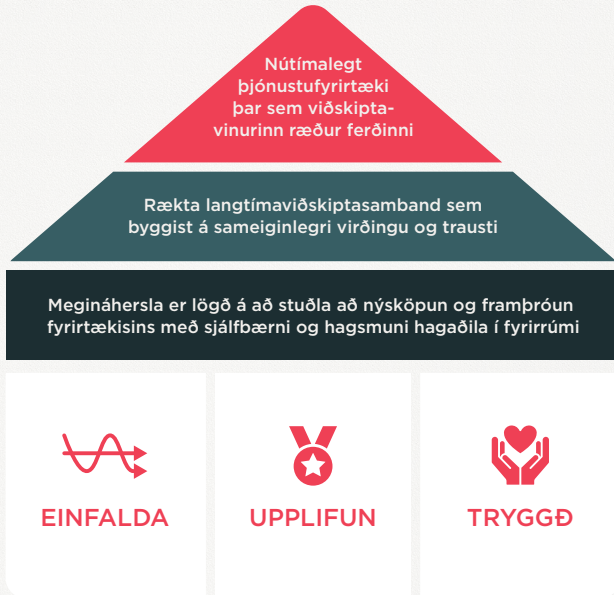 Nútímalegt
þjónustufyrirtæki
þar sem viðskipta-
vinurinn ræður ferðinni
Rækta langtímaviðskiptasamband sem
byggist á sameiginlegri virðingu og trausti
Megináhersla er lögð á að stuðla að nýsköpun og framþróun
fyrirtækisins með sjálfbærni og hagsmuni hagaðila í fyrirrúmi
EINFALDA
UPPLIFUN
TRYGGÐ